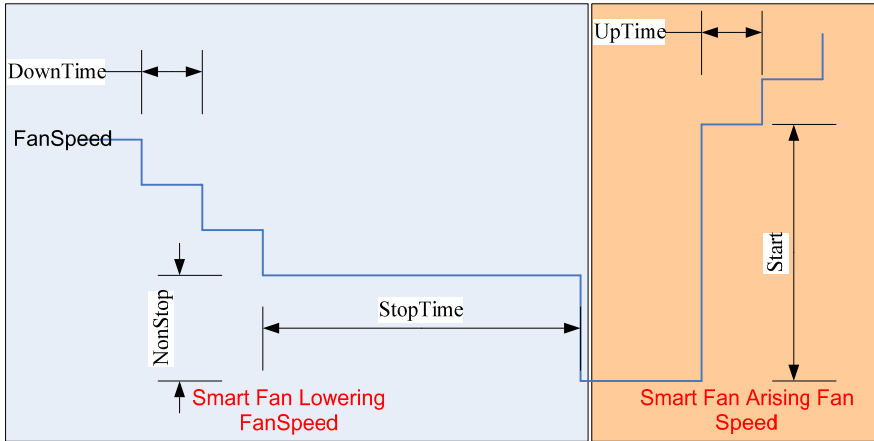 UpTime
DownTime
FanSpeed
Start
NonStop
StopTime
Smart Fan Lowering
FanSpeed
Smart Fan Arising Fan
Speed